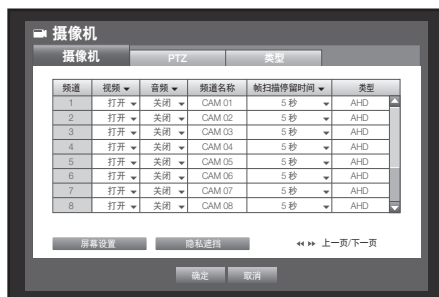 摄像机
摄像机 PTZ 类型
频道 视频 音频 频道名称 帧扫描停留时间 类型
1 打开 关闭 CAM 01 5 秒 AHD
2 打开 关闭 CAM 02 5 秒 AHD
3 打开 关闭 CAM 03 5 秒 AHD
4 打开 关闭 CAM 04 5 秒 AHD
5 打开 关闭 CAM 05 5 秒 AHD
6 打开 关闭 CAM 06 5 秒 AHD
7 打开 关闭 CAM 07 5 秒 AHD
8 打开 关闭 CAM 08 5 秒 AHD
屏幕设置 隐私遮挡 上一页/下一页
确定 取消